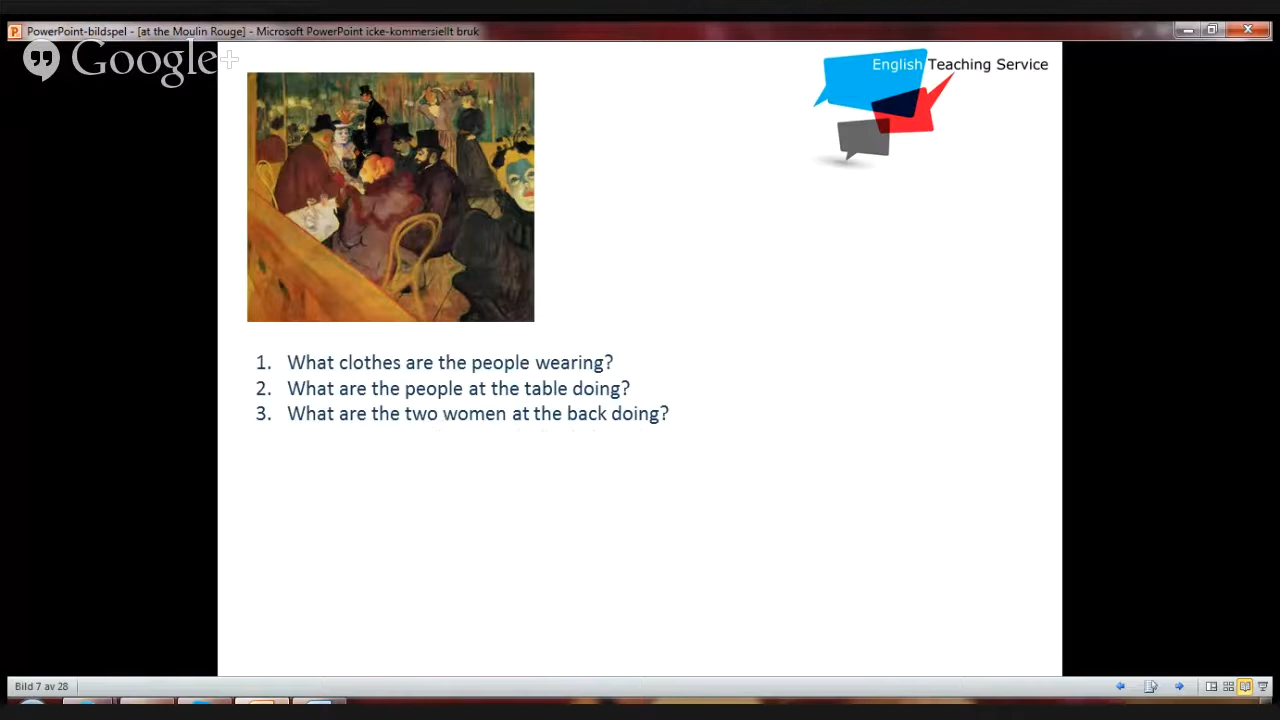 PowerPoint-bildspel - [at the Moulin Rouge] - Microsoft PowerPoint icke-kommersiellt bruk
Google+
English Teaching Service
1. What clothes are the people wearing?
2. What are the people at the table doing?
3. What are the two women at the back doing?
Bild 7 av 28